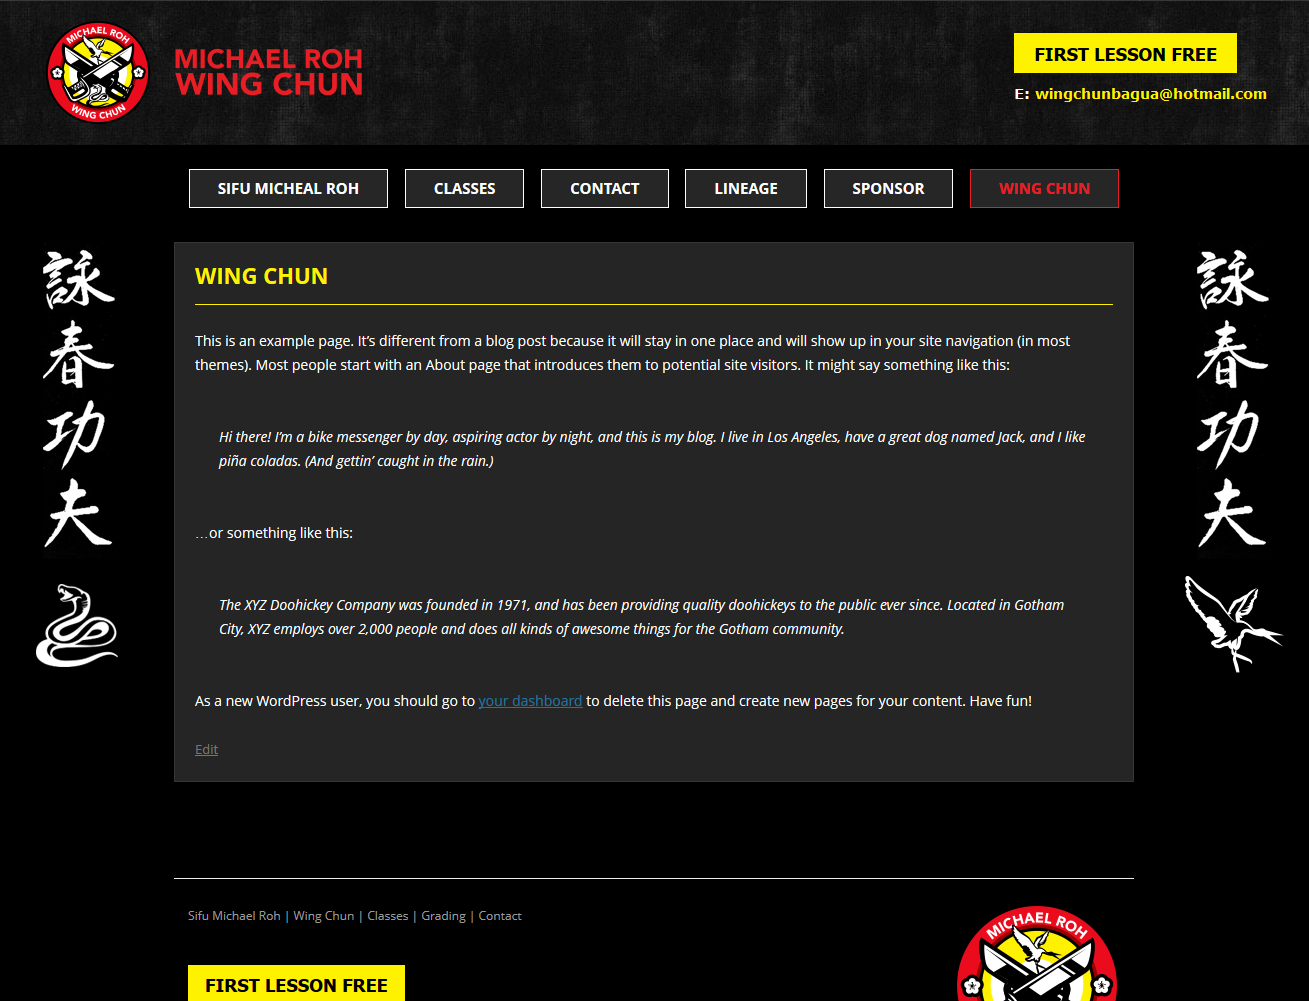 MICHAEL ROH
WING CHUN
MICHAEL ROH
WING CHUN
FIRST LESSON FREE
E: wingchunbagua@hotmail.com
SIFU MICHEAL ROH
CLASSES
CONTACT
LINEAGE
SPONSOR
WING CHUN
詠
春
功
夫
詠
春
功
夫
WING CHUN
This is an example page. It’s different from a blog post because it will stay in one place and will show up in your site navigation (in most
themes). Most people start with an About page that introduces them to potential site visitors. It might say something like this:
Hi there! I’m a bike messenger by day, aspiring actor by night, and this is my blog. I live in Los Angeles, have a great dog named Jack, and I like
piña coladas. (And gettin’ caught in the rain.)
…or something like this:
The XYZ Doohickey Company was founded in 1971, and has been providing quality doohickeys to the public ever since. Located in Gotham
City, XYZ employs over 2,000 people and does all kinds of awesome things for the Gotham community.
As a new WordPress user, you should go to your dashboard to delete this page and create new pages for your content. Have fun!
Edit
Sifu Michael Roh | Wing Chun | Classes | Grading | Contact
FIRST LESSON FREE
MICHAEL ROH